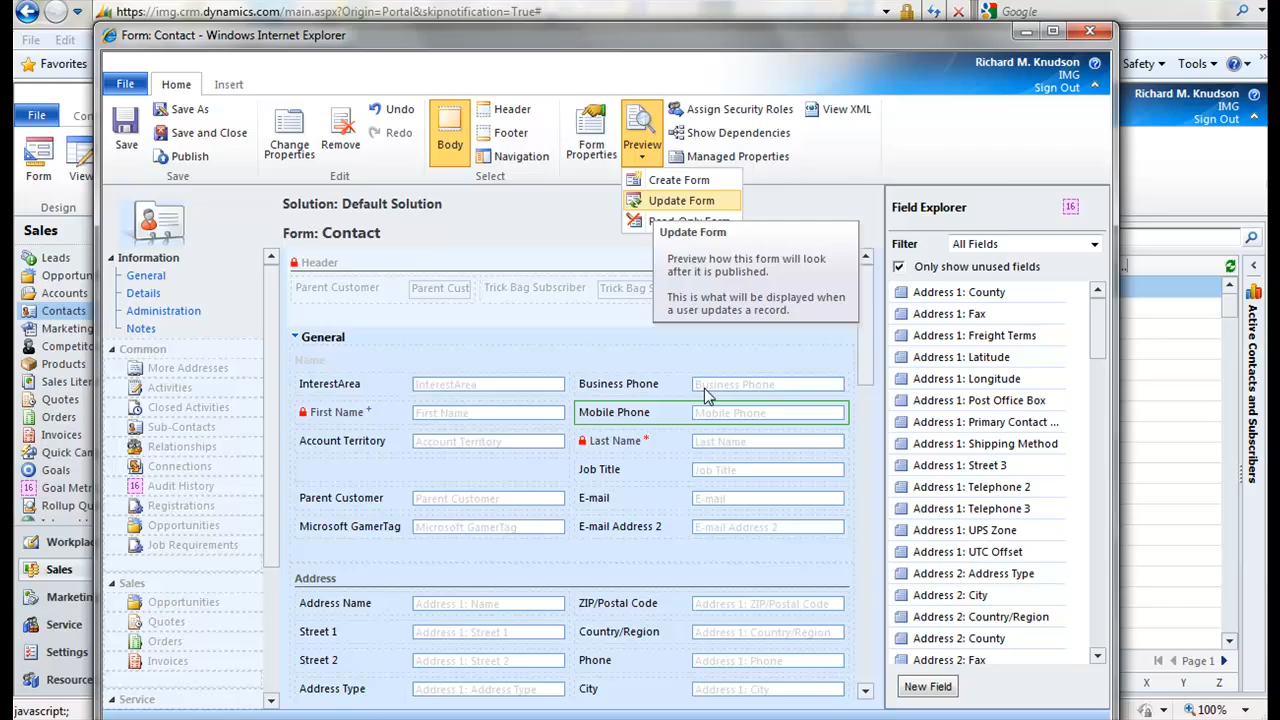 https://img.crm.dynamics.com/main.aspx?Origin=Portal&skipnotification=True#
Google
File Edit
Favorites
Safety Tools
Form: Contact - Windows Internet Explorer
File Home Insert
Richard M. Knudson
IMG
Sign Out
Richard M. Knudson
IMG
Sign Out
File
Form
Design
Save
Save As
Save and Close
Publish
Save
Change Properties
Remove
Undo
Redo
Edit
Body
Header
Footer
Navigation
Select
Form Properties
Preview
Assign Security Roles
Show Dependencies
Managed Properties
View XML
Create Form
Update Form
Update Form
Preview how this form will look
after it is published.
This is what will be displayed when
a user updates a record.
Sales
Leads
Accounts
Contacts
Marketing
Products
Quotes
Orders
Invoices
Goals
Sales
Marketing
Service
Settings
javascript:;
Information
General
Details
Administration
Notes
Common
More Addresses
Activities
Closed Activities
Sub-Contacts
Relationships
Connections
16 Audit History
Registrations
Opportunities
Job Requirements
Sales
Opportunities
Quotes
Orders
Invoices
Service
Solution: Default Solution
Form: Contact
Header
Parent Customer Parent Cust Trick Bag Subscriber
General
Name
InterestArea InterestArea Business Phone Business Phone
First Name + First Name Mobile Phone Mobile Phone
Account Territory Account Territory Last Name * Last Name
Job Title Job Title
Parent Customer Parent Customer E-mail E-mail
Microsoft GamerTag Microsoft GamerTag E-mail Address 2 E-mail Address 2
Address
Address Name Address 1: Name ZIP/Postal Code Address 1: ZIP/Postal Code
Street 1 Address 1: Street 1 Country/Region Address 1: Country/Region
Street 2 Address 1: Street 2 Phone Address 1: Phone
Address Type Address 1: Address Type City Address 1: City
Field Explorer 16
Filter All Fields
Only show unused fields
Address 1: County
Address 1: Fax
Address 1: Freight Terms
Address 1: Latitude
Address 1: Longitude
Address 1: Post Office Box
Address 1: Primary Contact ...
Address 1: Shipping Method
Address 1: Street 3
Address 1: Telephone 2
Address 1: Telephone 3
Address 1: UPS Zone
Address 1: UTC Offset
Address 2: Address Type
Address 2: City
Address 2: Country/Region
Address 2: County
Address 2: Fax
New Field
Active Contacts and Subscribers
Page 1
X Y Z
100%